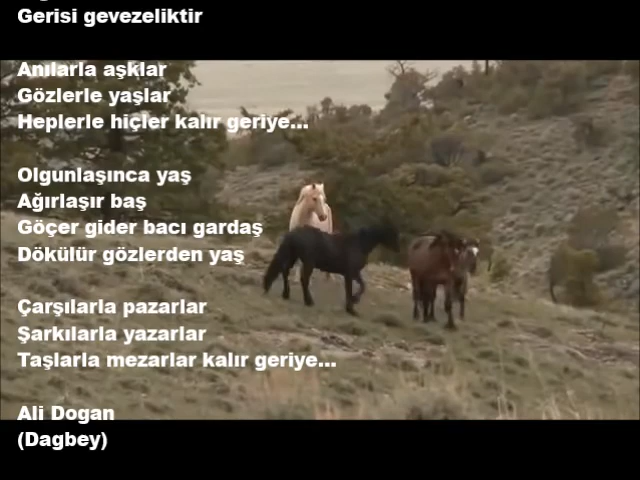 Gerisi gevezeliktir
Anılarla aşklar
Gözlerle yaşlar
Heplerle hiçler kalır geriye...
Olgunlaşınca yaş
Ağırlaşır baş
Göçer gider bacı gardaş
Dökülür gözlerden yaş
Çarşılarla pazarlar
Şarkılarla yazarlar
Taşlarla mezarlar kalır geriye...
Ali Dogan
(Dagbey)